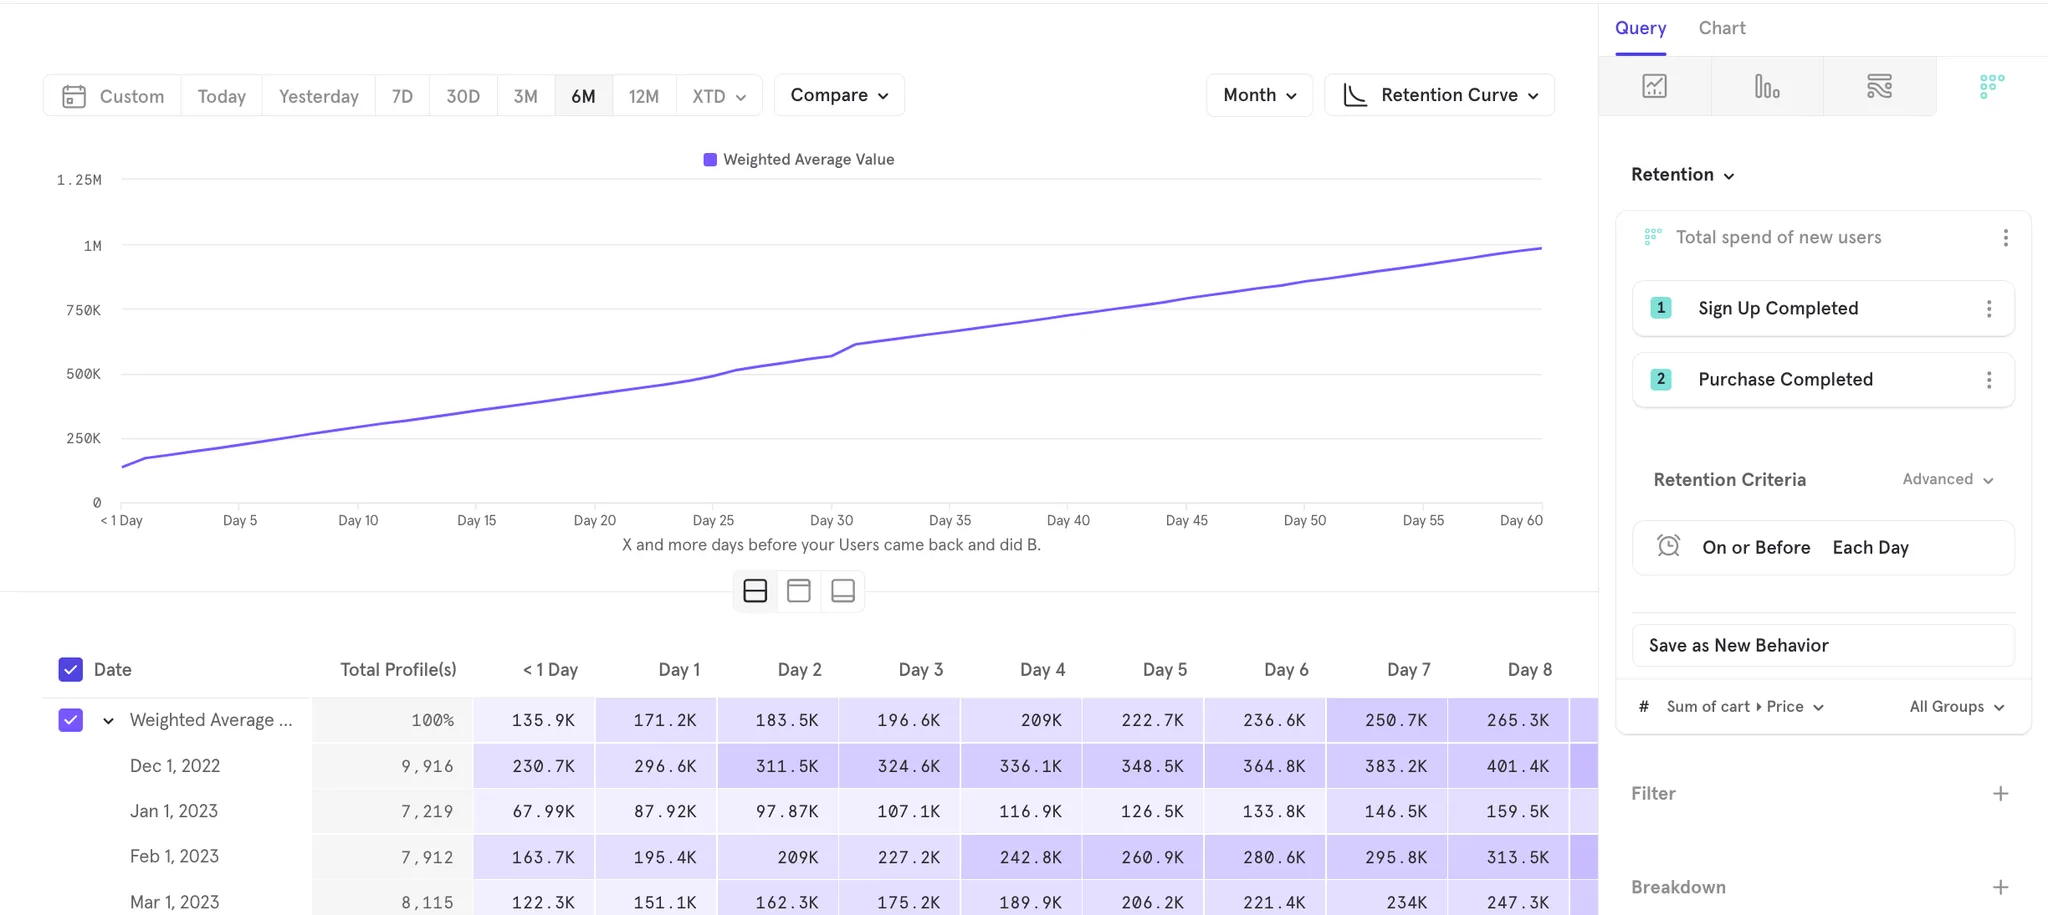 Query Chart
Custom Today Yesterday 7D 30D 3M 6M 12M XTD Compare Month Retention Curve
Weighted Average Value
1.25M
1M
750K
500K
250K
0
< 1 Day Day 5 Day 10 Day 15 Day 20 Day 25 Day 30 Day 35 Day 40 Day 45 Day 50 Day 55 Day 60
X and more days before your Users came back and did B.
Date Total Profile(s) < 1 Day Day 1 Day 2 Day 3 Day 4 Day 5 Day 6 Day 7 Day 8
Weighted Average ... 100% 135.9K 171.2K 183.5K 196.6K 209K 222.7K 236.6K 250.7K 265.3K
Dec 1, 2022 9,916 230.7K 296.6K 311.5K 324.6K 336.1K 348.5K 364.8K 383.2K 401.4K
Jan 1, 2023 7,219 67.99K 87.92K 97.87K 107.1K 116.9K 126.5K 133.8K 146.5K 159.5K
Feb 1, 2023 7,912 163.7K 195.4K 209K 227.2K 242.8K 260.9K 280.6K 295.8K 313.5K
Mar 1, 2023 8,115 122.3K 151.1K 162.3K 175.2K 189.9K 206.2K 221.4K 234K 247.3K
Retention
Total spend of new users
1 Sign Up Completed
2 Purchase Completed
Retention Criteria Advanced
On or Before Each Day
Save as New Behavior
# Sum of cart Price All Groups
Filter
Breakdown